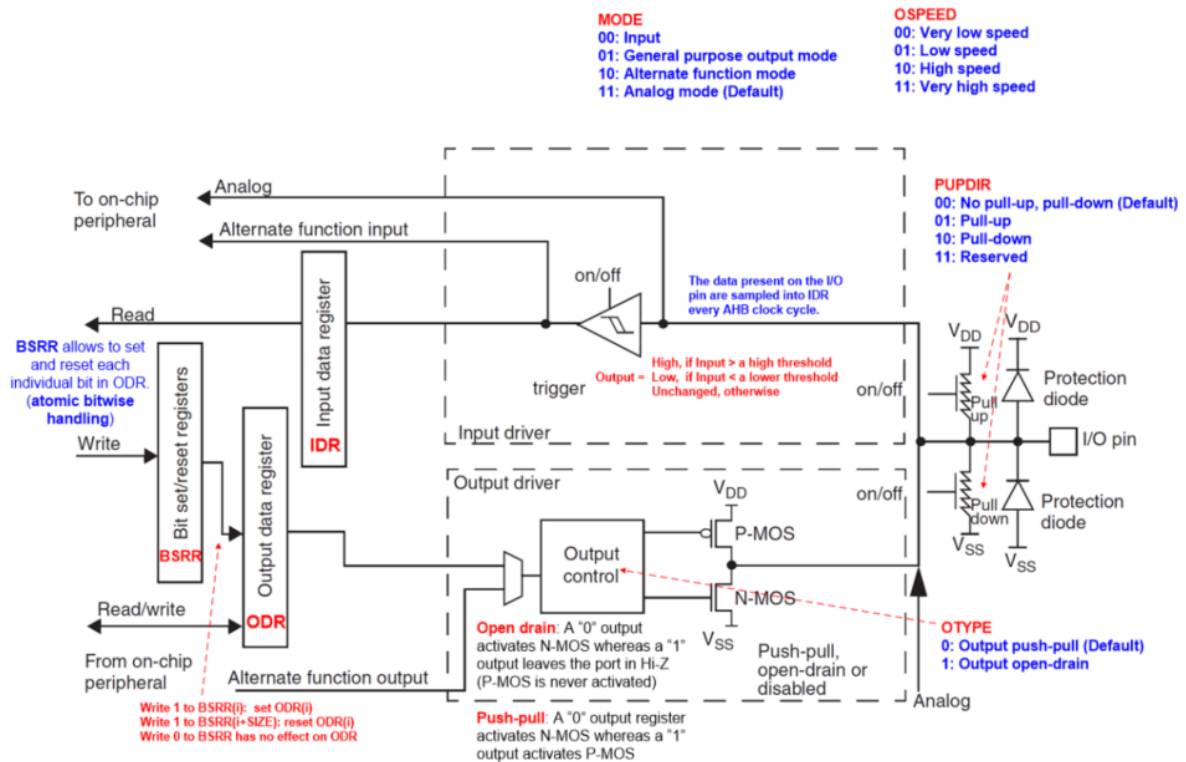 MODE
00: Input
01: General purpose output mode
10: Alternate function mode
11: Analog mode (Default)
OSPEED
00: Very low speed
01: Low speed
10: High speed
11: Very high speed
To on-chip
peripheral
Analog
Alternate function input
on/off
The data present on the I/O
pin are sampled into IDR
every AHB clock cycle.
PUPDIR
00: No pull-up, pull-down (Default)
01: Pull-up
10: Pull-down
11: Reserved
Read
BSRR allows to set
and reset each
individual bit in ODR.
(atomic bitwise
handling)
Write
Bit set/reset registers
BSRR
Input data register
IDR
Output data register
ODR
High, if Input > a high threshold
Output = Low, if Input < a lower threshold
Unchanged, otherwise
trigger
Input driver
on/off
VDD
VDD
Pull
up
Protection
diode
I/O pin
Output driver
on/off
Pull
down
Protection
diode
VSS
VSS
VDD
P-MOS
Output
control
N-MOS
VSS
Read/write
From on-chip
peripheral
Alternate function output
Open drain: A "0" output
activates N-MOS whereas a "1"
output leaves the port in Hi-Z
(P-MOS is never activated)
Push-pull,
open-drain or
disabled
Analog
OTYPE
0: Output push-pull (Default)
1: Output open-drain
Write 1 to BSRR(i): set ODR(i)
Write 1 to BSRR(i+SIZE): reset ODR(i)
Write 0 to BSRR has no effect on ODR
Push-pull: A "0" output register
activates N-MOS whereas a "1"
output activates P-MOS